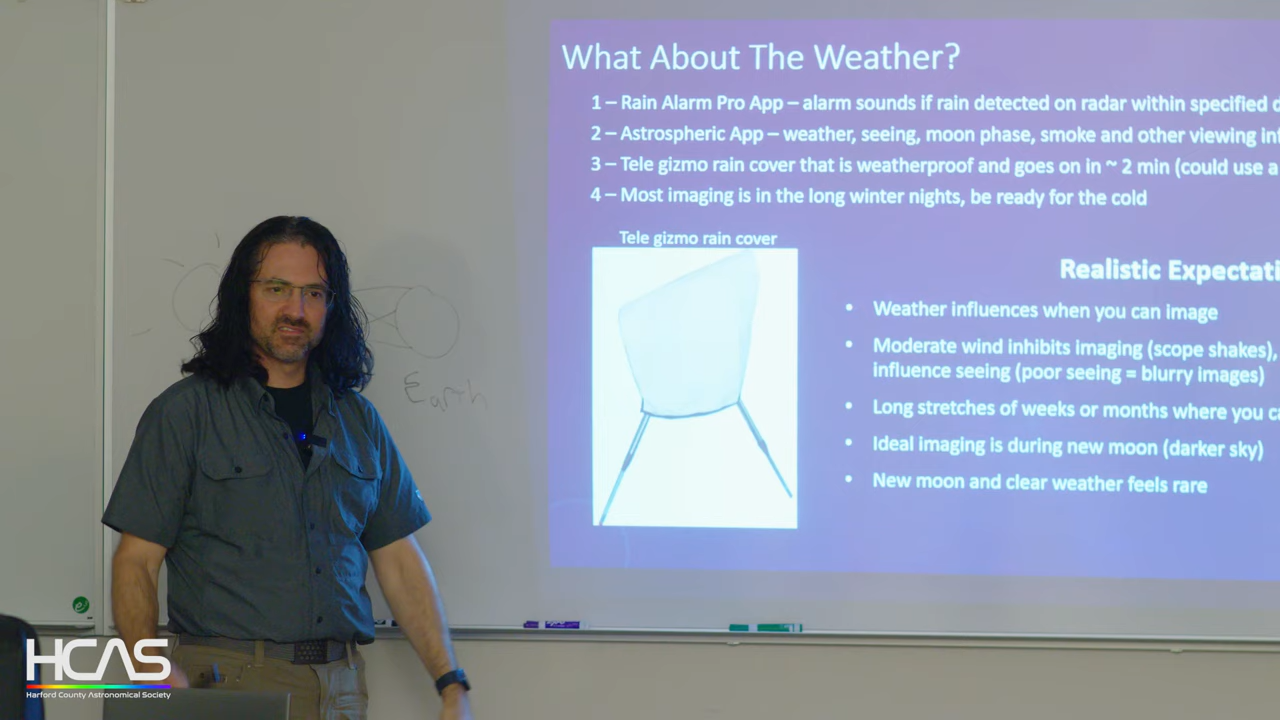 What About The Weather?
1 – Rain Alarm Pro App – alarm sounds if rain detected on radar within specified
2 – Astrospheric App – weather, seeing, moon phase, smoke and other viewing
3 – Tele gizmo rain cover that is weatherproof and goes on in ~ 2 min (could use a
4 – Most imaging is in the long winter nights, be ready for the cold
Tele gizmo rain cover
Realistic
• Weather influences when you can image
• Moderate wind inhibits imaging (scope shakes),
influence seeing (poor seeing = blurry images)
• Long stretches of weeks or months where you
• Ideal imaging is during new moon (darker sky)
• New moon and clear weather feels rare
Earth
HCAS
Harford County Astronomical Society